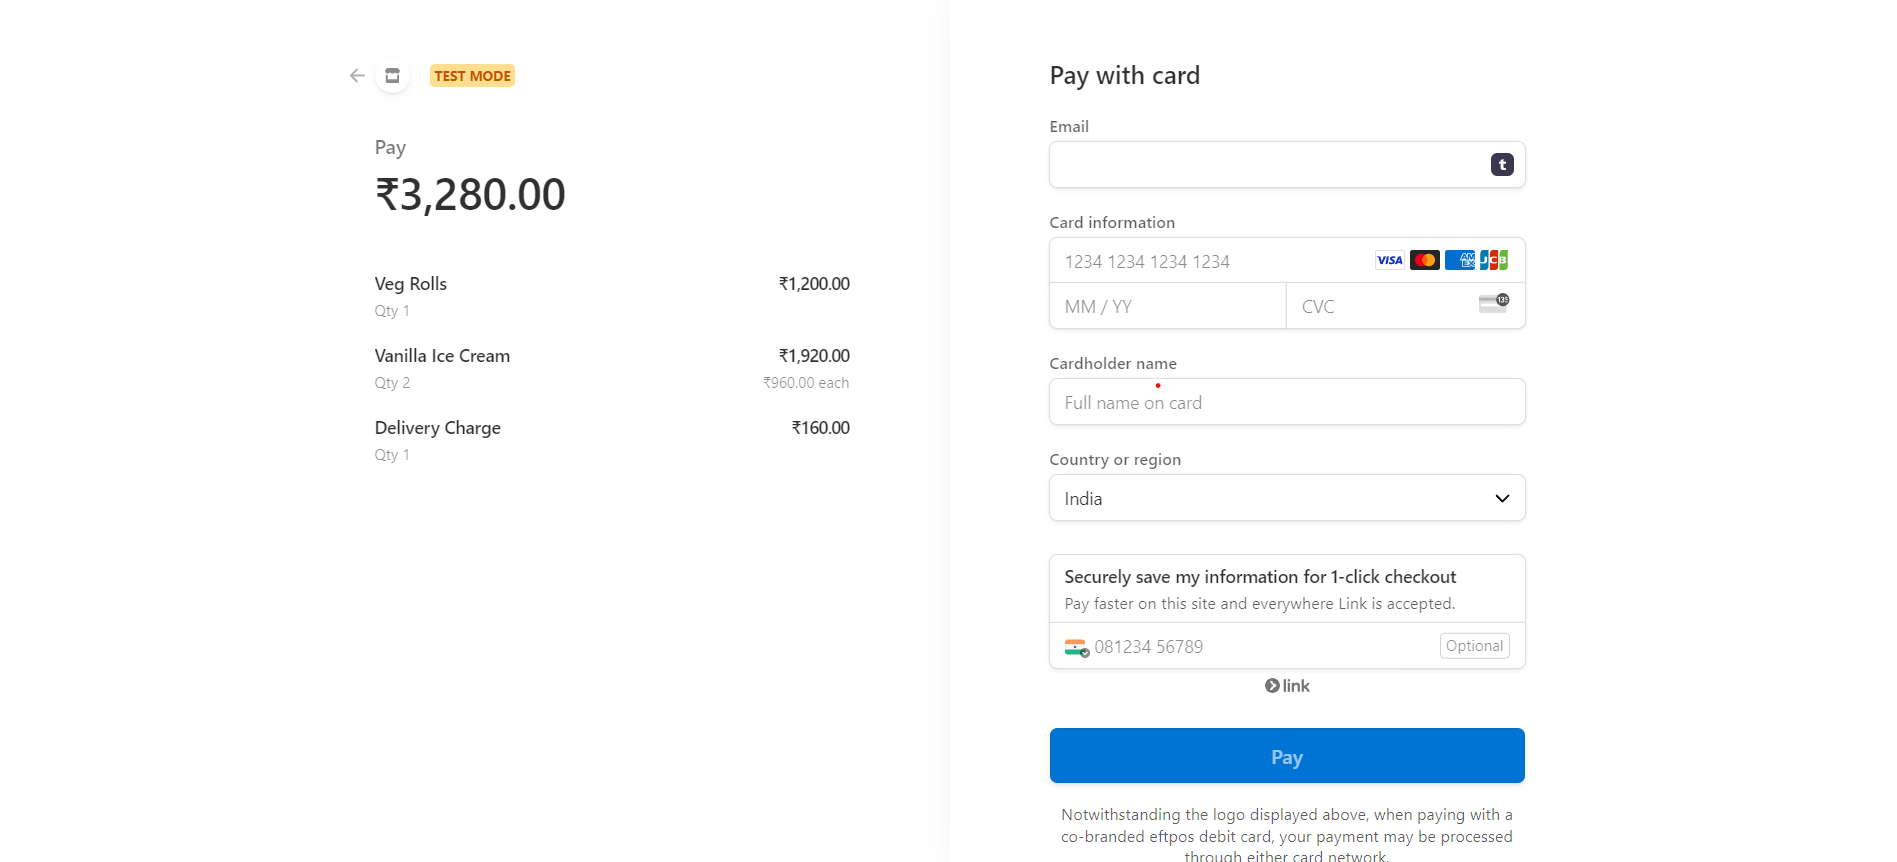 TEST MODE
Pay
₹3,280.00
Veg Rolls ₹1,200.00
Qty 1
Vanilla Ice Cream ₹1,920.00
Qty 2 ₹960.00 each
Delivery Charge ₹160.00
Qty 1
Pay with card
Email
t
Card information
1234 1234 1234 1234 VISA AM EX JCB
MM / YY CVC 135
Cardholder name
Full name on card
Country or region
India
Securely save my information for 1-click checkout
Pay faster on this site and everywhere Link is accepted.
081234 56789 Optional
link
Pay
Notwithstanding the logo displayed above, when paying with a
co-branded eftpos debit card, your payment may be processed
through either card network.